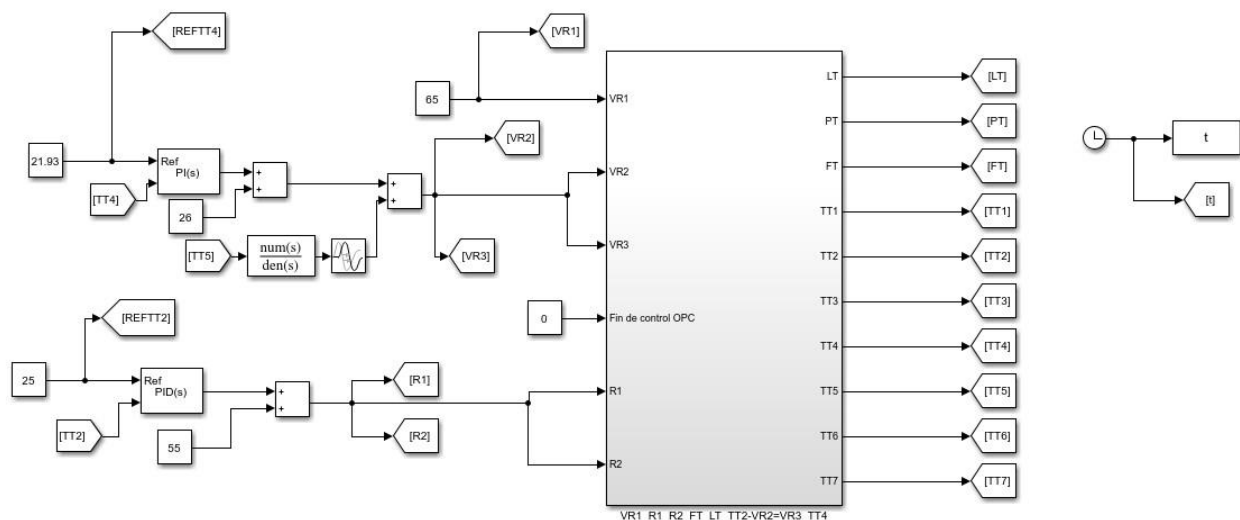 [REFTT4]
[VR1]
65
VR1
LT
[LT]
PT
[PT]
t
[VR2]
21.93
Ref
PI(s)
+
+
+
+
VR2
FT
[FT]
[TT4]
26
[t]
TT1
[TT1]
[TT5]
num(s)
den(s)
[VR3]
VR3
TT2
[TT2]
[REFTT2]
0
Fin de control OPC
TT3
[TT3]
TT4
[TT4]
25
Ref
PID(s)
+
+
[R1]
R1
TT5
[TT5]
[TT2]
55
[R2]
TT6
[TT6]
R2
TT7
[TT7]
VR1 R1 R2 FT LT TT2-VR2=VR3 TT4